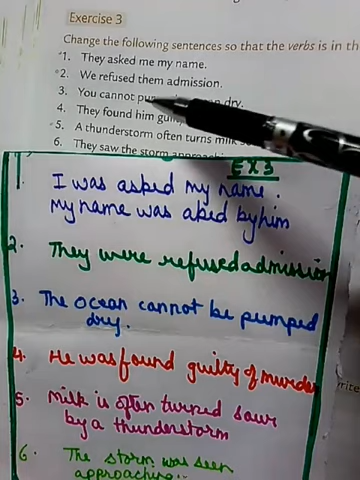 Exercise 3
Change the following sentences so that the verbs is in th
1. They asked me my name.
2. We refused them admission.
3. You cannot dry.
4. They found him
5. A thunderstorm often turns milk
6. They saw the storm
EX 3
1. I was asked my name.
my name was aked by him
2. They were refused admission
3. The ocean cannot be pumped
dry.
4. He was found guilty of murder
5. Milk is often turned sour
by a thunderstorm
6. The storm was seen
approaching..